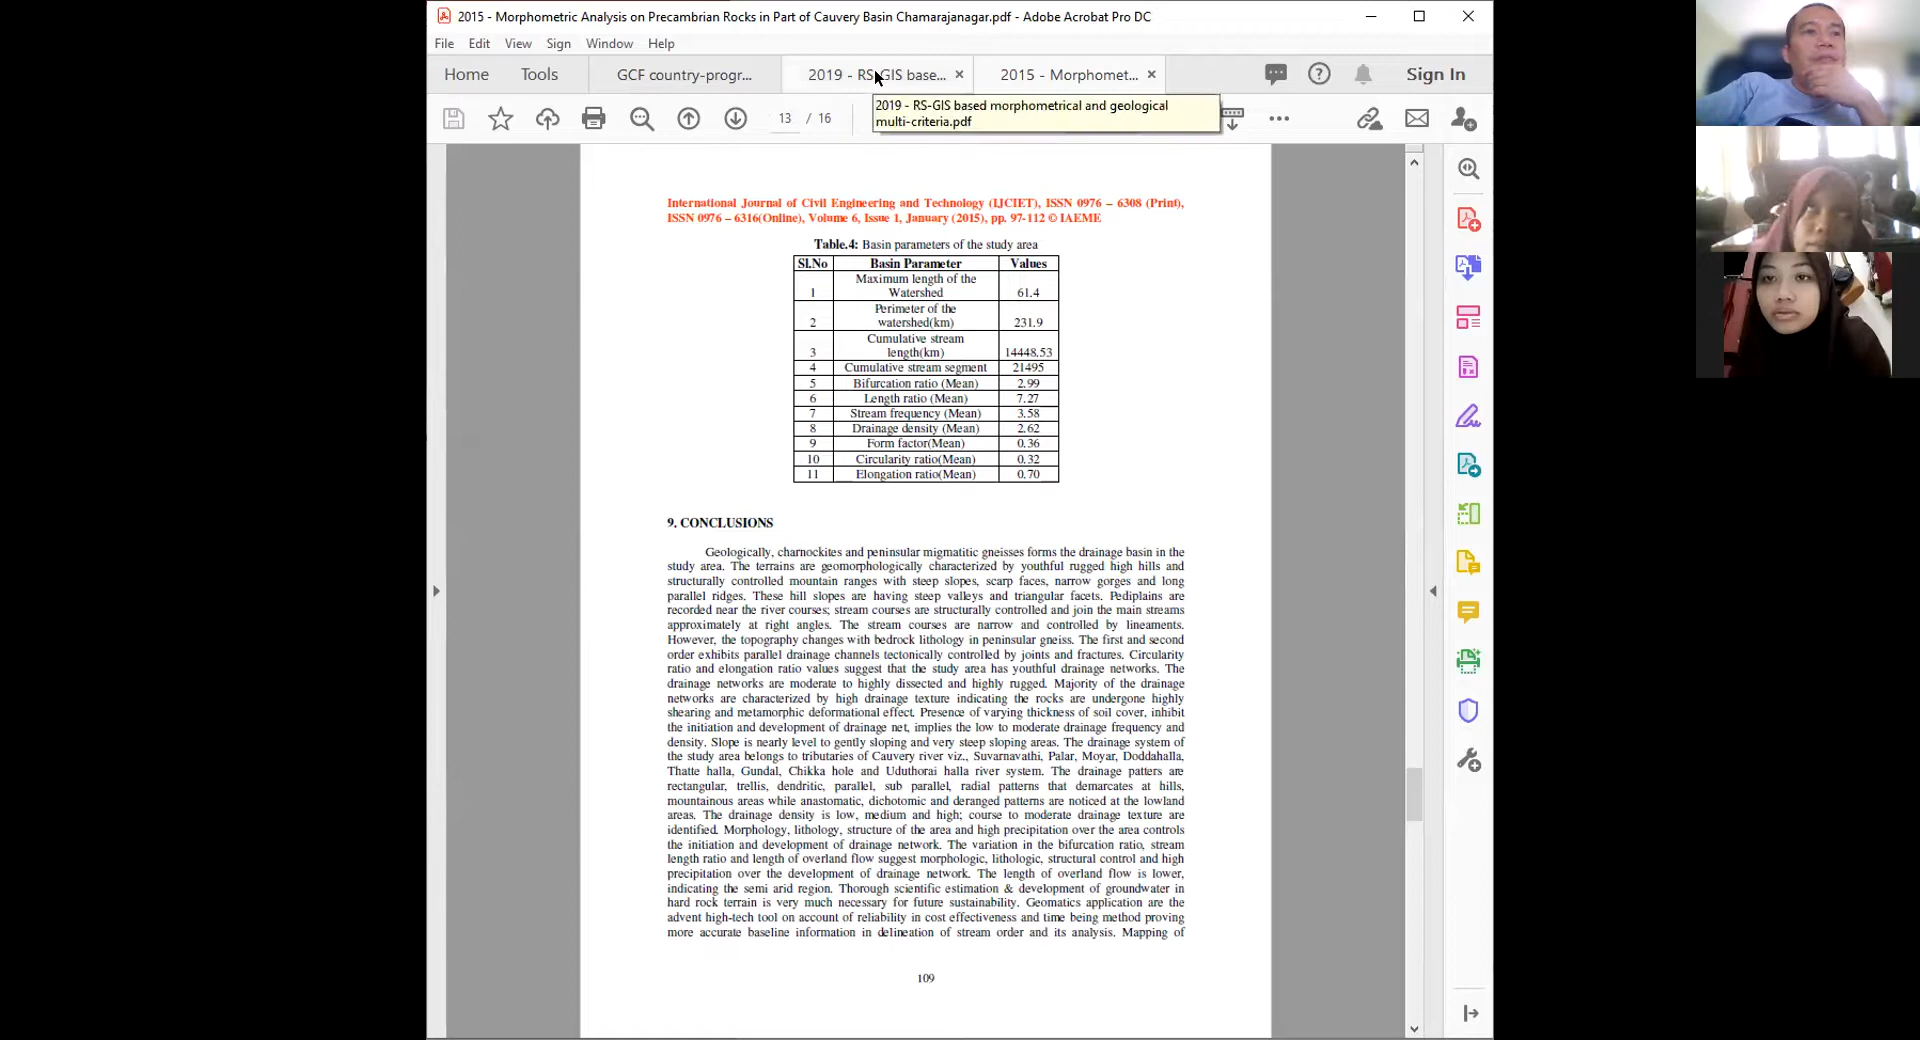 2015 - Morphometric Analysis on Precambrian Rocks in Part of Cauvery Basin Chamarajanagar.pdf - Adobe Acrobat Pro DC
File Edit View Sign Window Help
Home Tools GCF country-progr... 2019 - RS-GIS base... 2015 - Morphomet... Sign In
13 / 16
2019 - RS-GIS based morphometrical and geological
multi-criteria.pdf
International Journal of Civil Engineering and Technology (IJCIET), ISSN 0976 – 6308 (Print),
ISSN 0976 – 6316(Online), Volume 6, Issue 1, January (2015), pp. 97-112 © IAEME
Table.4: Basin parameters of the study area
Sl.No Basin Parameter Values
1 Maximum length of the Watershed 61.4
2 Perimeter of the watershed(km) 231.9
3 Cumulative stream length(km) 14448.53
4 Cumulative stream segment 21495
5 Bifurcation ratio (Mean) 2.99
6 Length ratio (Mean) 7.27
7 Stream frequency (Mean) 3.58
8 Drainage density (Mean) 2.62
9 Form factor(Mean) 0.36
10 Circularity ratio(Mean) 0.32
11 Elongation ratio(Mean) 0.70
9. CONCLUSIONS
Geologically, charnockites and peninsular migmatitic gneisses forms the drainage basin in the
study area. The terrains are geomorphologically characterized by youthful rugged high hills and
structurally controlled mountain ranges with steep slopes, scarp faces, narrow gorges and long
parallel ridges. These hill slopes are having steep valleys and triangular facets. Pediplains are
recorded near the river courses; stream courses are structurally controlled and join the main streams
approximately at right angles. The stream courses are narrow and controlled by lineaments.
However, the topography changes with bedrock lithology in peninsular gneiss. The first and second
order exhibits parallel drainage channels tectonically controlled by joints and fractures. Circularity
ratio and elongation ratio values suggest that the study area has youthful drainage networks. The
drainage networks are moderate to highly dissected and highly rugged. Majority of the drainage
networks are characterized by high drainage texture indicating the rocks are undergone highly
shearing and metamorphic deformational effect. Presence of varying thickness of soil cover, inhibit
the initiation and development of drainage net, implies the low to moderate drainage frequency and
density. Slope is nearly level to gently sloping and very steep sloping areas. The drainage system of
the study area belongs to tributaries of Cauvery river viz., Suvarnavathi, Palar, Moyar, Doddahalla,
Thatte halla, Gundal, Chikka hole and Uduthorai halla river system. The drainage patters are
rectangular, trellis, dendritic, parallel, sub parallel, radial patterns that demarcates at hills,
mountainous areas while anastomatic, dichotomic and deranged patterns are noticed at the lowland
areas. The drainage density is low, medium and high; course to moderate drainage texture are
identified. Morphology, lithology, structure of the area and high precipitation over the area controls
the initiation and development of drainage network. The variation in the bifurcation ratio, stream
length ratio and length of overland flow suggest morphologic, lithologic, structural control and high
precipitation over the development of drainage network. The length of overland flow is lower,
indicating the semi arid region. Thorough scientific estimation & development of groundwater in
hard rock terrain is very much necessary for future sustainability. Geomatics application are the
advent high-tech tool on account of reliability in cost effectiveness and time being method proving
more accurate baseline information in delineation of stream order and its analysis. Mapping of
109